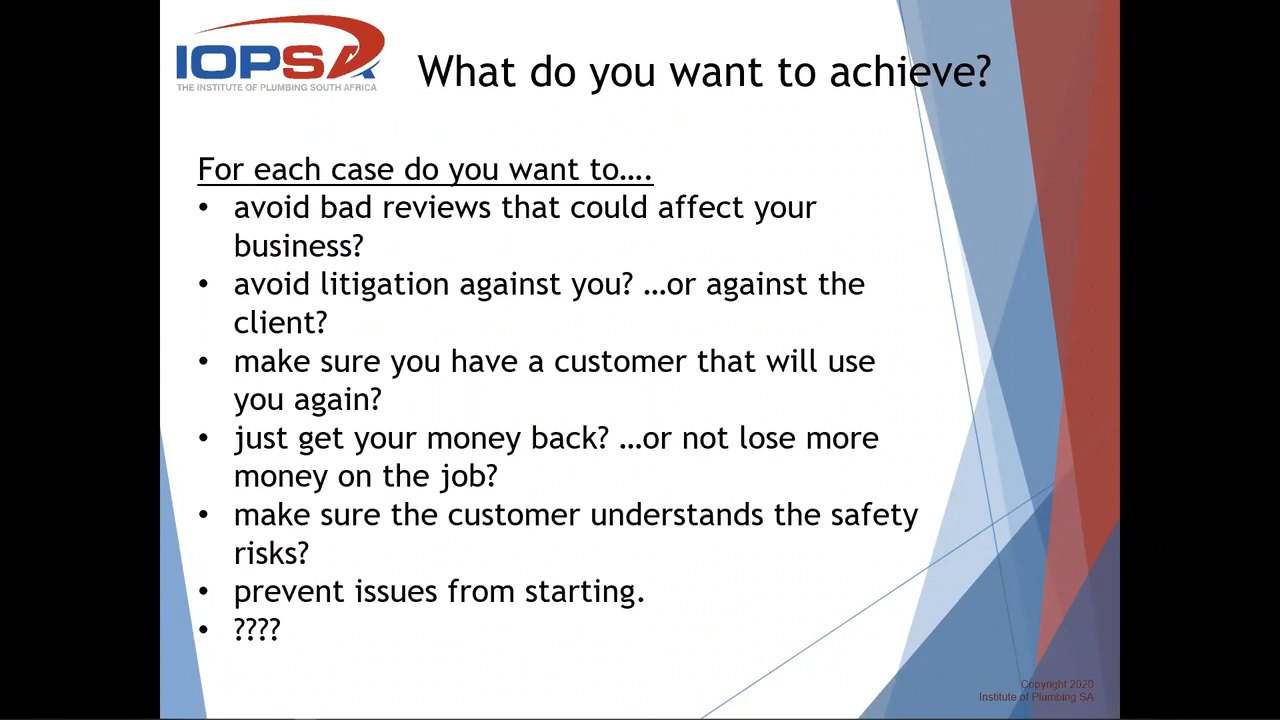 IOPSA
THE INSTITUTE OF PLUMBING SOUTH AFRICA
What do you want to achieve?
For each case do you want to….
• avoid bad reviews that could affect your
business?
• avoid litigation against you? …or against the
client?
• make sure you have a customer that will use
you again?
• just get your money back? …or not lose more
money on the job?
• make sure the customer understands the safety
risks?
• prevent issues from starting.
• ????
Copyright 2020
Institute of Plumbing SA